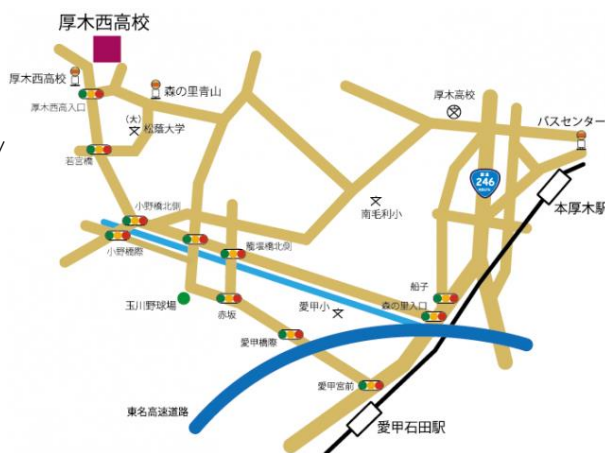 厚木西高校
厚木西高校
森の里青山
厚木高校
バスセンター
厚木西高入口
(大)
松蔭大学
若宮橋
246
本厚木駅
南毛利小
小野橋北側
小野橋際
籠堰橋北側
船子
森の里入口
玉川野球場
赤坂
愛甲小
愛甲橋際
愛甲宮前
東名高速道路
愛甲石田駅